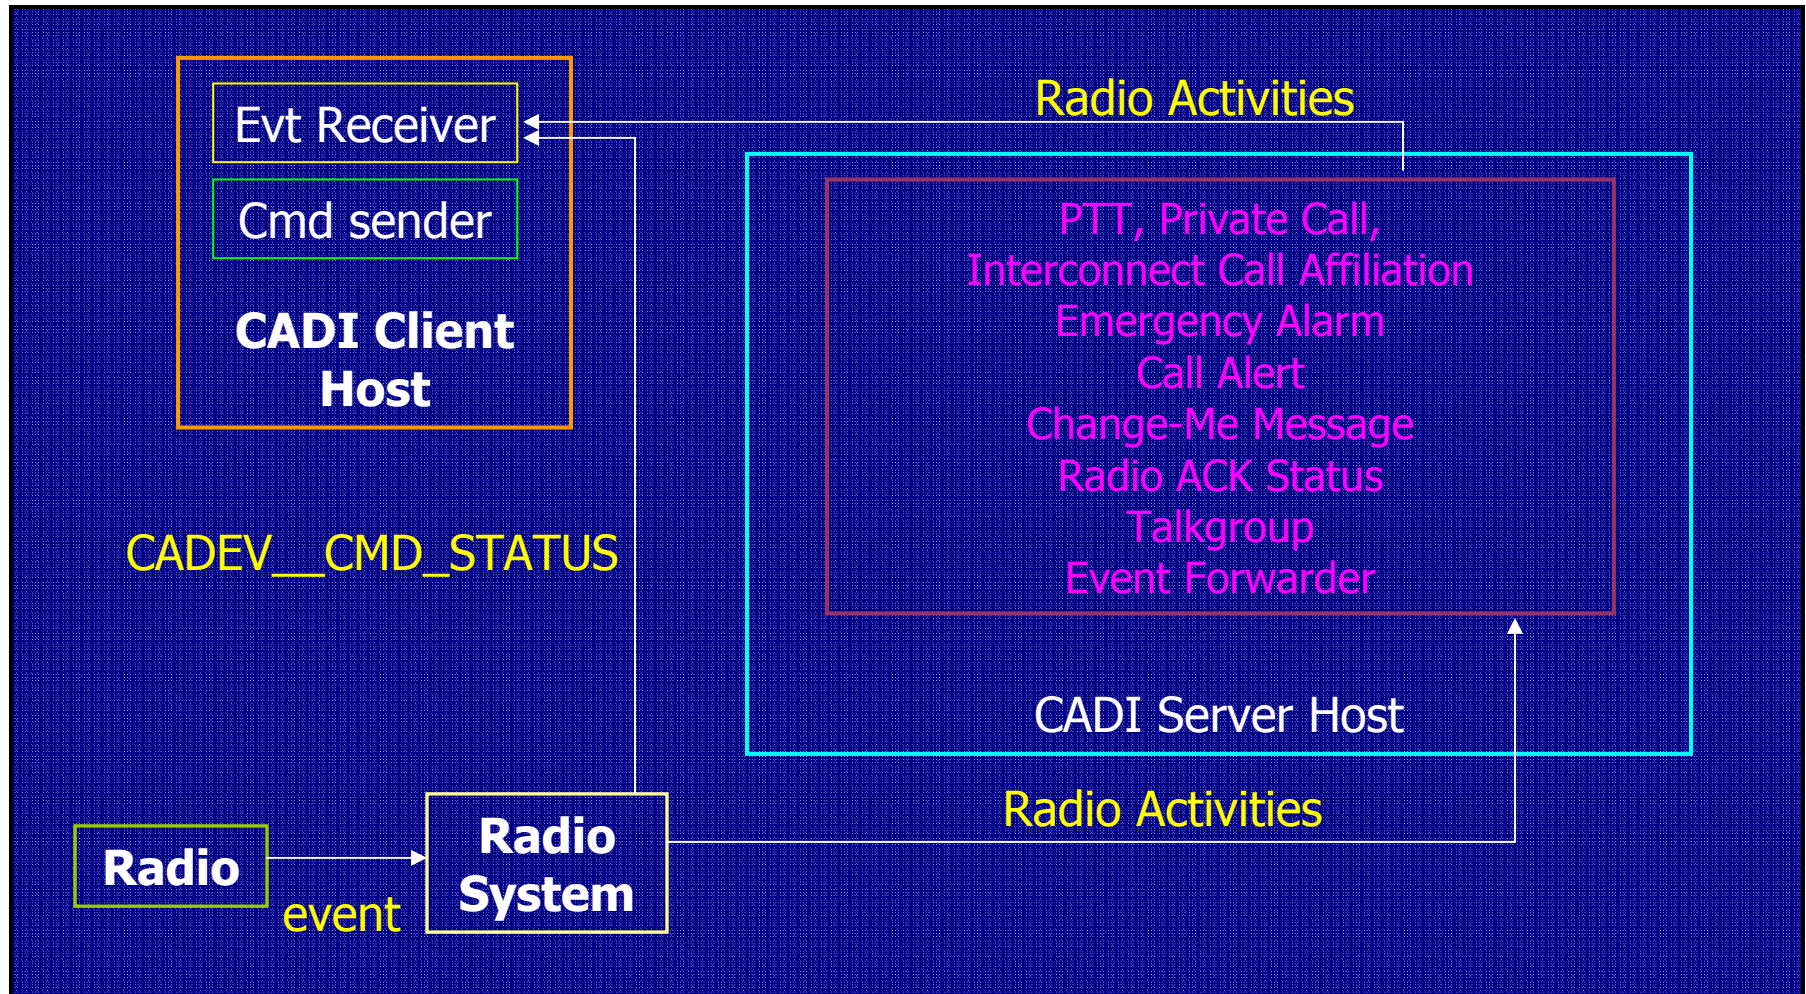 Radio Activities
Evt Receiver
Cmd sender
CADI Client
Host
PTT, Private Call,
Interconnect Call Affiliation
Emergency Alarm
Call Alert
Change-Me Message
Radio ACK Status
Talkgroup
Event Forwarder
CADEV__CMD_STATUS
CADI Server Host
Radio Activities
Radio
System
Radio
event